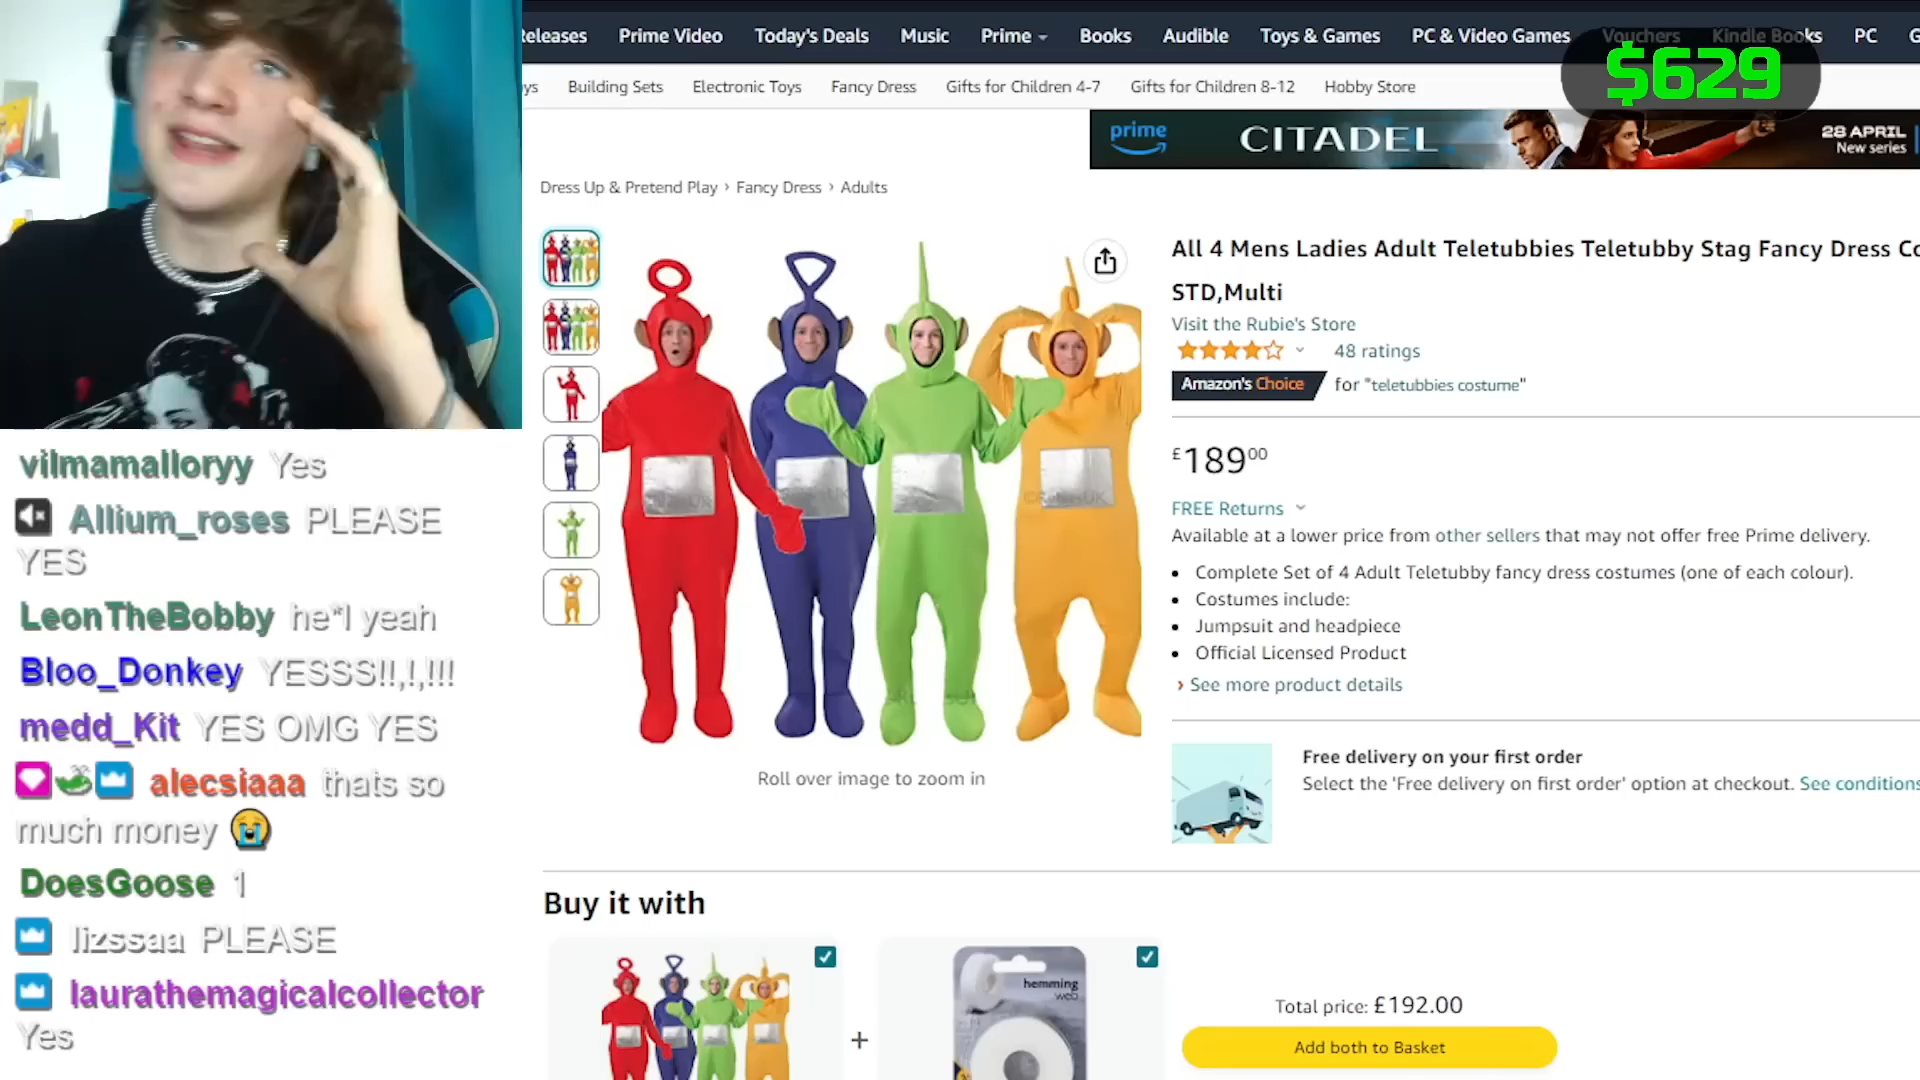 eleases Prime Video Today's Deals Music Prime Books Audible Toys & Games PC & Video Games Vouchers Kindle Books PC G
$629
ys Building Sets Electronic Toys Fancy Dress Gifts for Children 4-7 Gifts for Children 8-12 Hobby Store
prime CITADEL
28 APRIL
New series
Dress Up & Pretend Play › Fancy Dress › Adults
All 4 Mens Ladies Adult Teletubbies Teletubby Stag Fancy Dress Co
STD,Multi
Visit the Rubie's Store
48 ratings
Amazon's Choice for "teletubbies costume"
£189⁰⁰
FREE Returns
Available at a lower price from other sellers that may not offer free Prime delivery.
• Complete Set of 4 Adult Teletubby fancy dress costumes (one of each colour).
• Costumes include:
• Jumpsuit and headpiece
• Official Licensed Product
› See more product details
Roll over image to zoom in
Free delivery on your first order
Select the 'Free delivery on first order' option at checkout. See conditions
Buy it with
hemming
web
+
Total price: £192.00
Add both to Basket
vilmamalloryy Yes
Allium_roses PLEASE
YES
LeonTheBobby he*l yeah
Bloo_Donkey YESSS!!,!,!!!
medd_Kit YES OMG YES
alecsiaaa thats so
much money 😭
DoesGoose 1
lizssaa PLEASE
laurathemagicalcollector
Yes